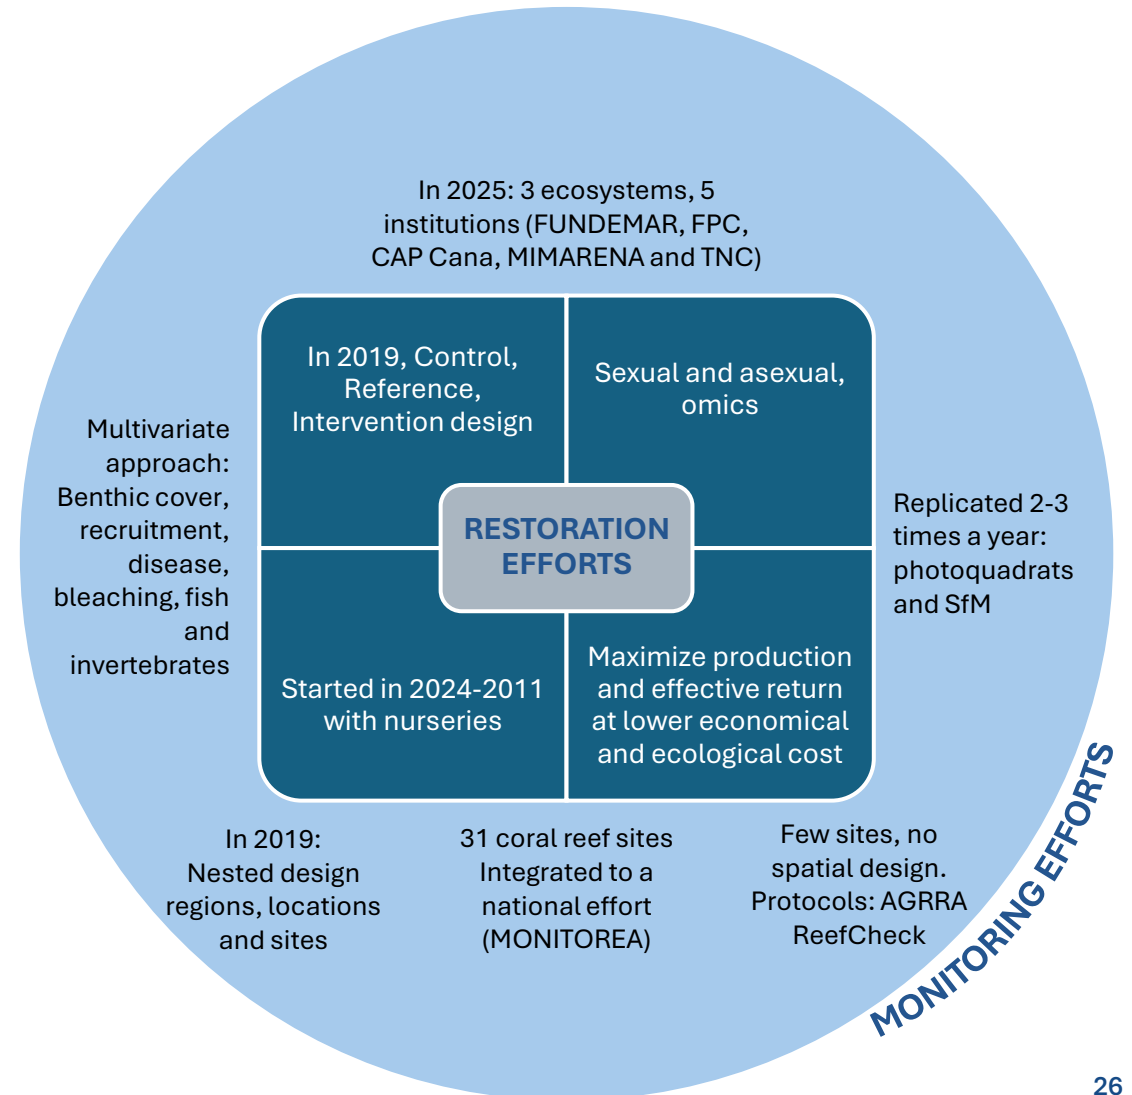 In 2025: 3 ecosystems, 5
institutions (FUNDEMAR, FPC,
CAP Cana, MIMARENA and TNC)
In 2019, Control,
Reference,
Intervention design
Sexual and asexual,
omics
Multivariate
approach:
Benthic cover,
recruitment,
disease,
bleaching, fish
and
invertebrates
RESTORATION
EFFORTS
Replicated 2-3
times a year:
photoquadrats
and SfM
Started in 2024-2011
with nurseries
Maximize production
and effective return
at lower economical
and ecological cost
In 2019:
Nested design
regions, locations
and sites
31 coral reef sites
Integrated to a
national effort
(MONITOREA)
Few sites, no
spatial design.
Protocols: AGRRA
ReefCheck
MONITORING EFFORTS
26